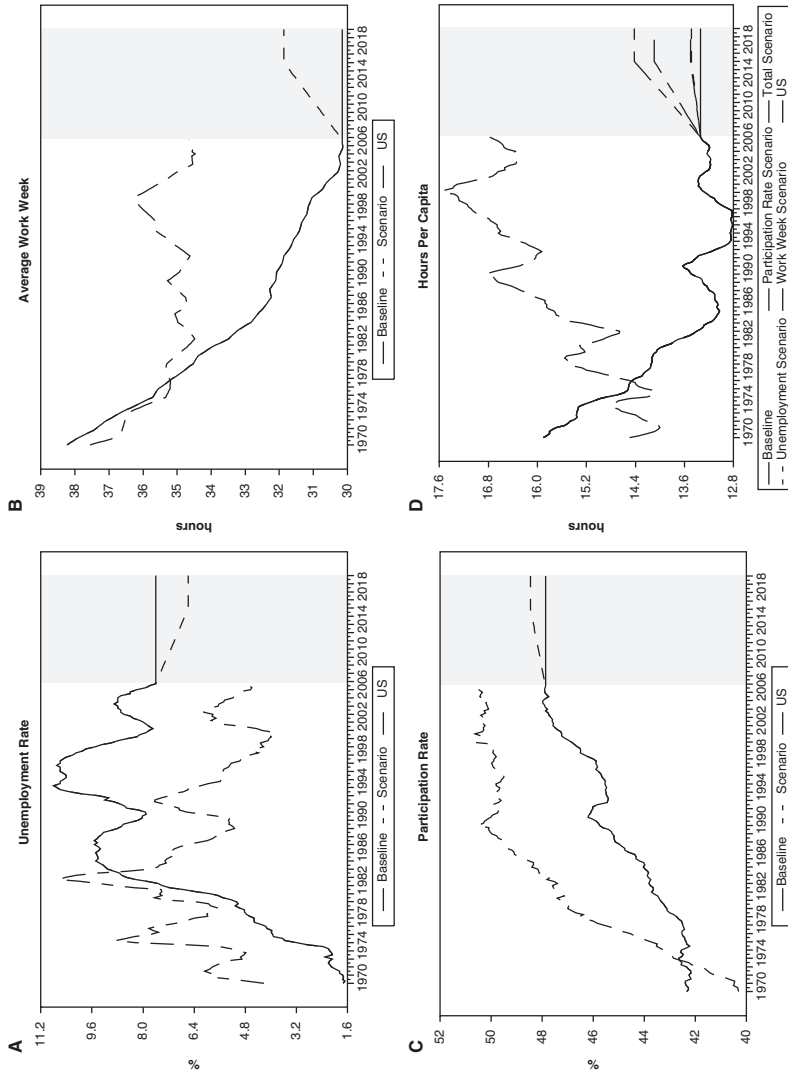 A
Unemployment Rate
%
11.2
9.6
8.0
6.4
4.8
3.2
1.6
1970 1974 1978 1982 1986 1990 1994 1998 2002 2006 2010 2014 2018
Baseline Scenario US
B
Average Work Week
hours
39
38
37
36
35
34
33
32
31
30
1970 1974 1978 1982 1986 1990 1994 1998 2002 2006 2010 2014 2018
Baseline Scenario US
C
Participation Rate
%
52
50
48
46
44
42
40
1970 1974 1978 1982 1986 1990 1994 1998 2002 2006 2010 2014 2018
Baseline Scenario US
D
Hours Per Capita
hours
17.6
16.8
16.0
15.2
14.4
13.6
12.8
1970 1974 1978 1982 1986 1990 1994 1998 2002 2006 2010 2014 2018
Baseline Participation Rate Scenario Total Scenario
Unemployment Scenario Work Week Scenario US